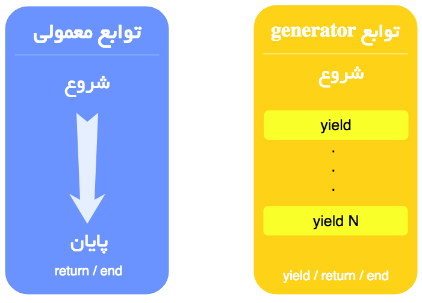 توابع معمولی
شروع
پایان
return / end
توابع generator
شروع
yield
.
.
.
yield N
yield / return / end